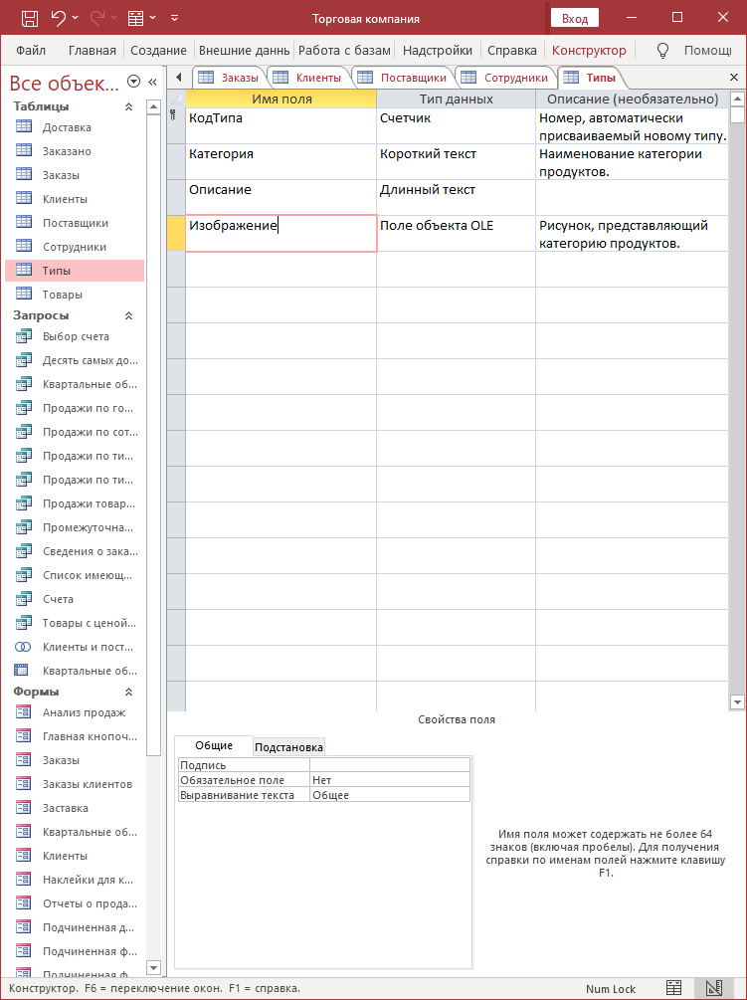 Торговая компания
Вход
Файл Главная Создание Внешние даннь Работа с базам Надстройки Справка Конструктор Помощı
Все объек...
Таблицы
Доставка
Заказано
Заказы
Клиенты
Поставщики
Сотрудники
Типы
Товары
Запросы
Выбор счета
Десять самых до...
Квартальные об...
Продажи по го...
Продажи по сот...
Продажи по ти...
Продажи по ти...
Продажи товар...
Промежуточна...
Сведения о зака...
Список имеющ...
Счета
Товары с ценой...
Клиенты и пост...
Квартальные об...
Формы
Анализ продаж
Главная кнопоч...
Заказы
Заказы клиентов
Заставка
Квартальные об...
Клиенты
Наклейки для к...
Отчеты о прода...
Подчиненная д...
Подчиненная ф...
Подчиненная ф...
Заказы Клиенты Поставщики Сотрудники Типы
Имя поля Тип данных Описание (необязательно)
КодТипа Счетчик Номер, автоматически
присваиваемый новому типу.
Категория Короткий текст Наименование категории
продуктов.
Описание Длинный текст
Изображение Поле объекта OLE Рисунок, представляющий
категорию продуктов.
Свойства поля
Общие Подстановка
Подпись
Обязательное поле Нет
Выравнивание текста Общее
Имя поля может содержать не более 64
знаков (включая пробелы). Для получения
справки по именам полей нажмите клавишу
F1.
Конструктор. F6 = переключение окон. F1 = справка. Num Lock